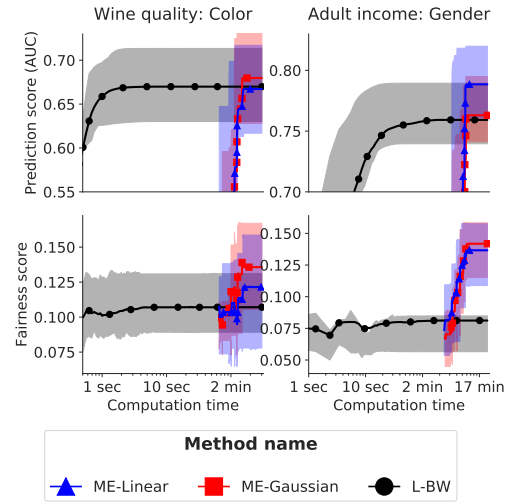 Wine quality: Color
Adult income: Gender
Prediction score (AUC)
0.70
0.65
0.60
0.55
0.80
0.75
0.70
Fairness score
0.150
0.125
0.100
0.075
0.150
0.125
0.100
0.075
0.050
1 sec 10 sec 2 min
Computation time
1 sec 10 sec 2 min 17 min
Computation time
Method name
ME-Linear ME-Gaussian L-BW